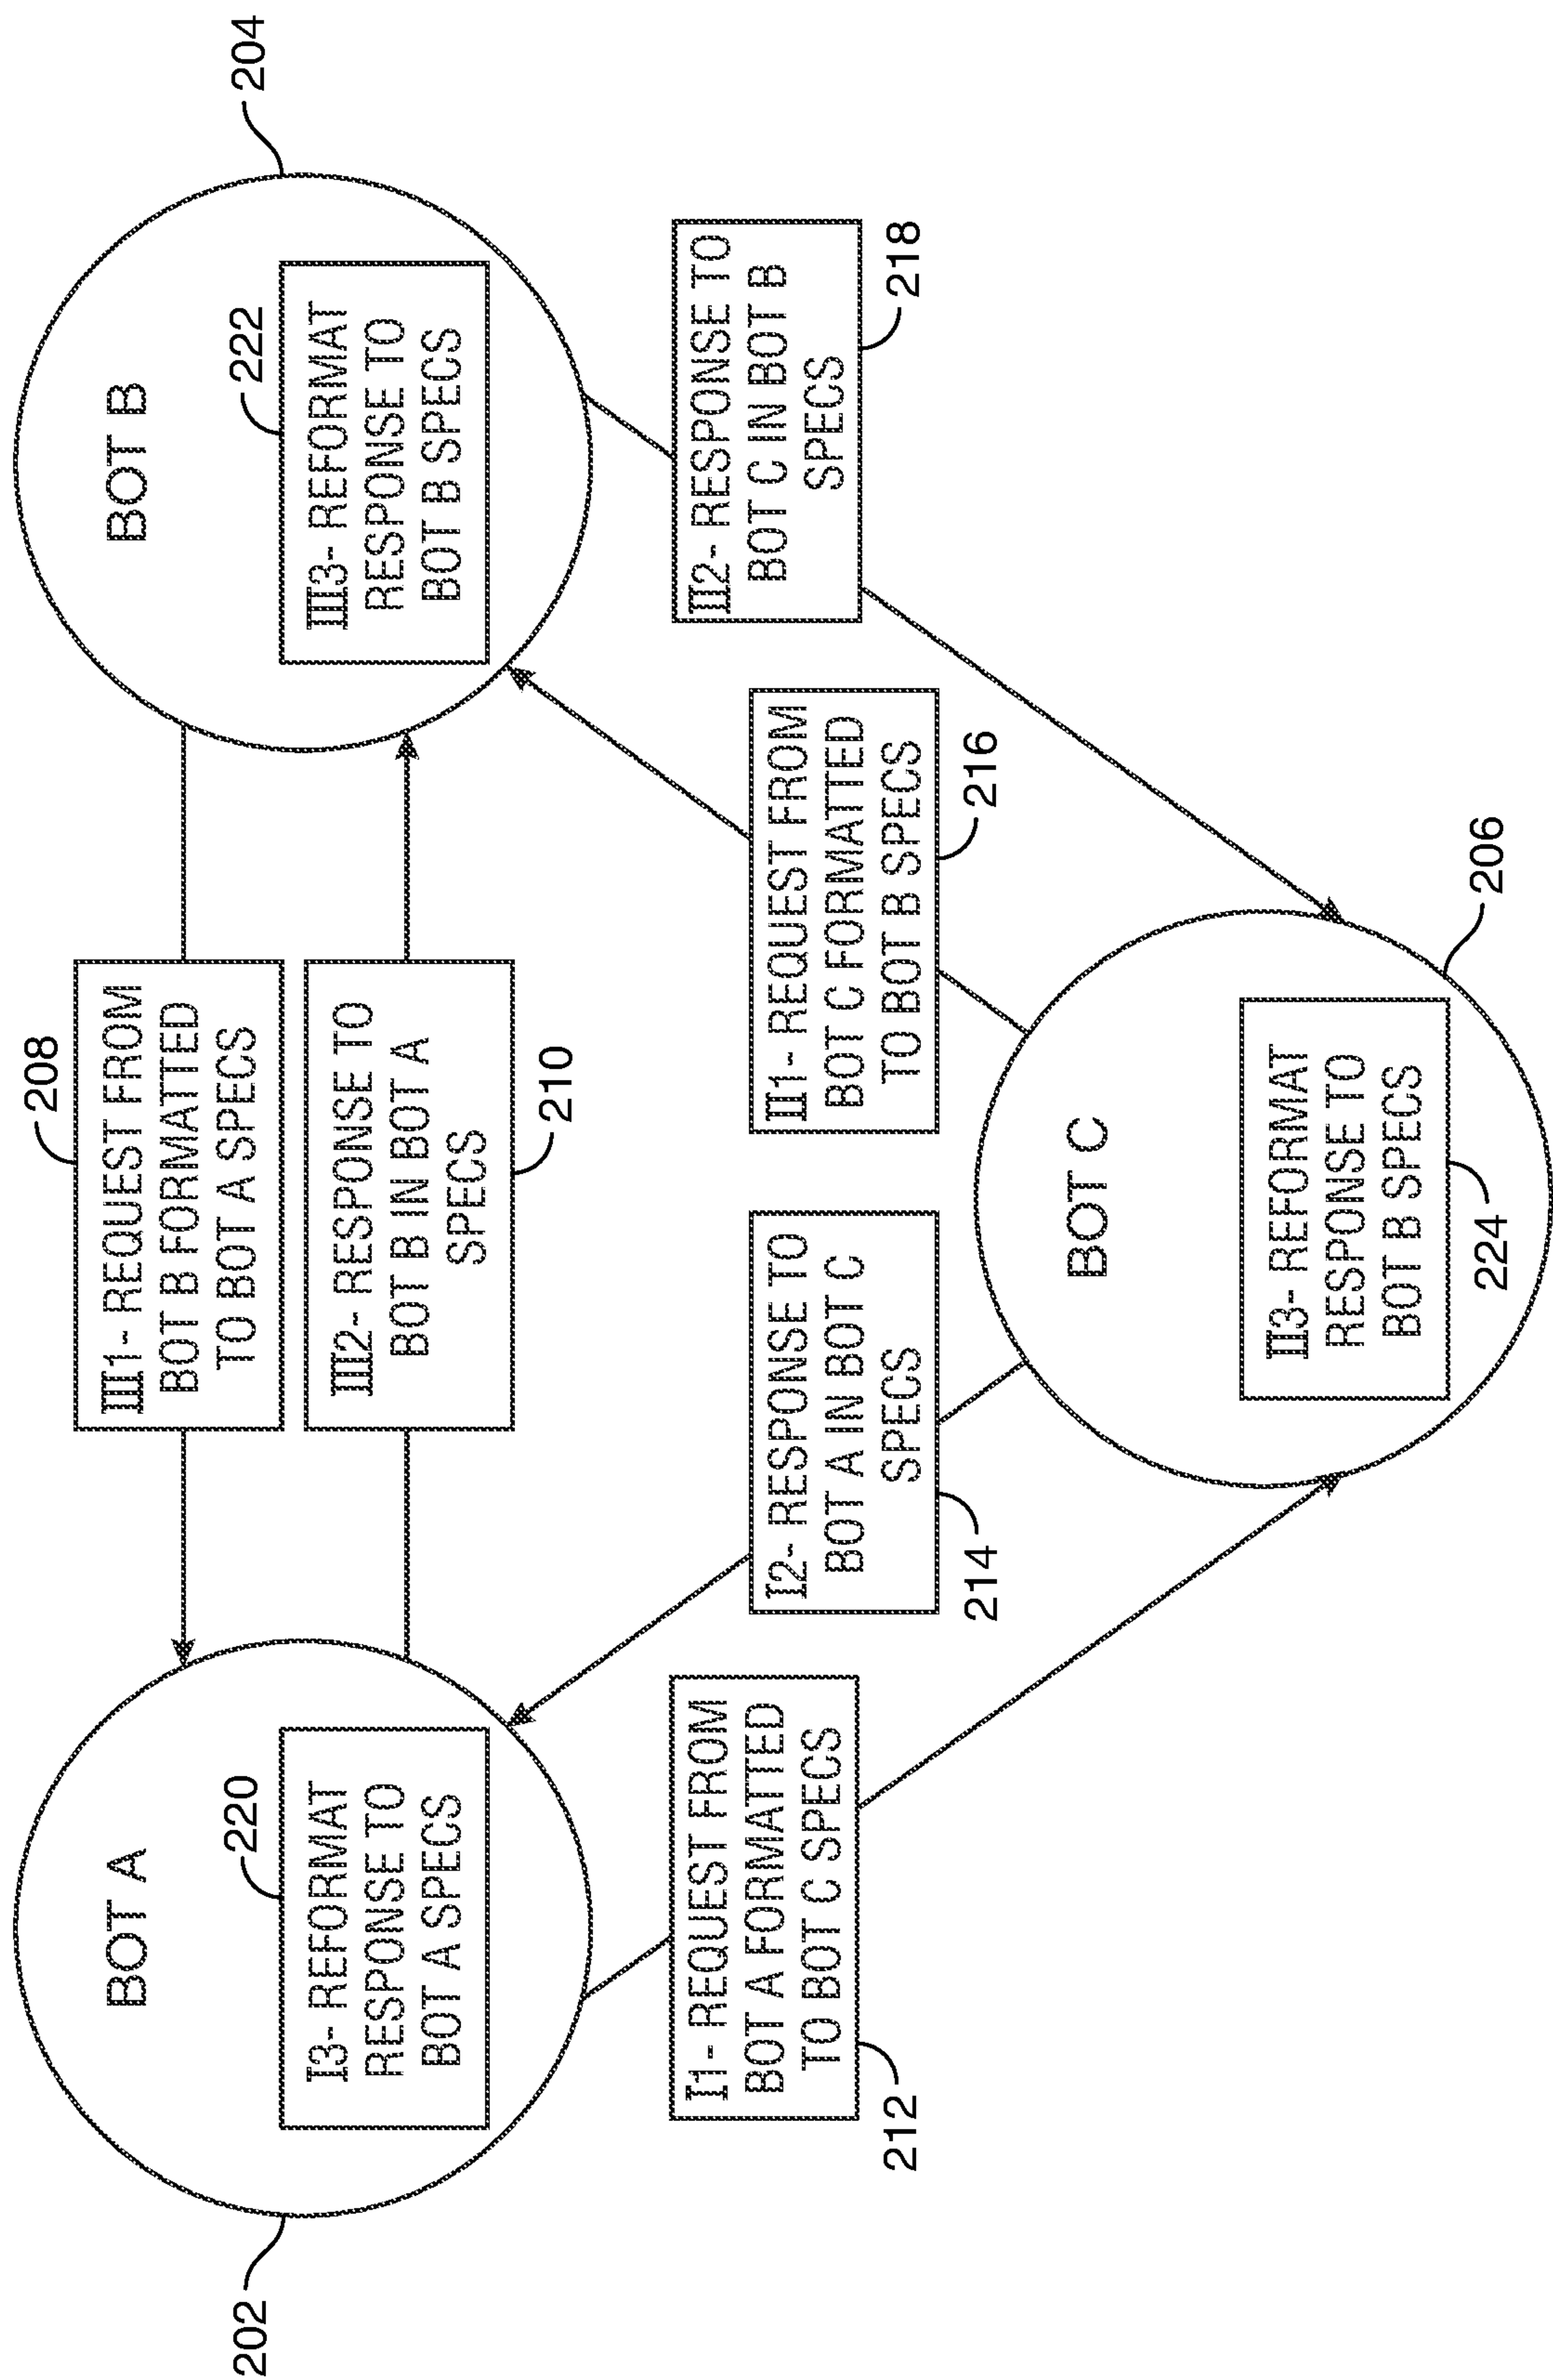 202
BOT A
220
I3- REFORMAT
RESPONSE TO
BOT A SPECS
208
III1- REQUEST FROM
BOT B FORMATTED
TO BOT A SPECS
III2- RESPONSE TO
BOT B IN BOT A
SPECS
210
204
BOT B
222
III3- REFORMAT
RESPONSE TO
BOT B SPECS
I1- REQUEST FROM
BOT A FORMATTED
TO BOT C SPECS
212
I2- RESPONSE TO
BOT A IN BOT C
SPECS
214
II1- REQUEST FROM
BOT C FORMATTED
TO BOT B SPECS
216
II2- RESPONSE TO
BOT C IN BOT B
SPECS
218
BOT C
206
II3- REFORMAT
RESPONSE TO
BOT B SPECS
224